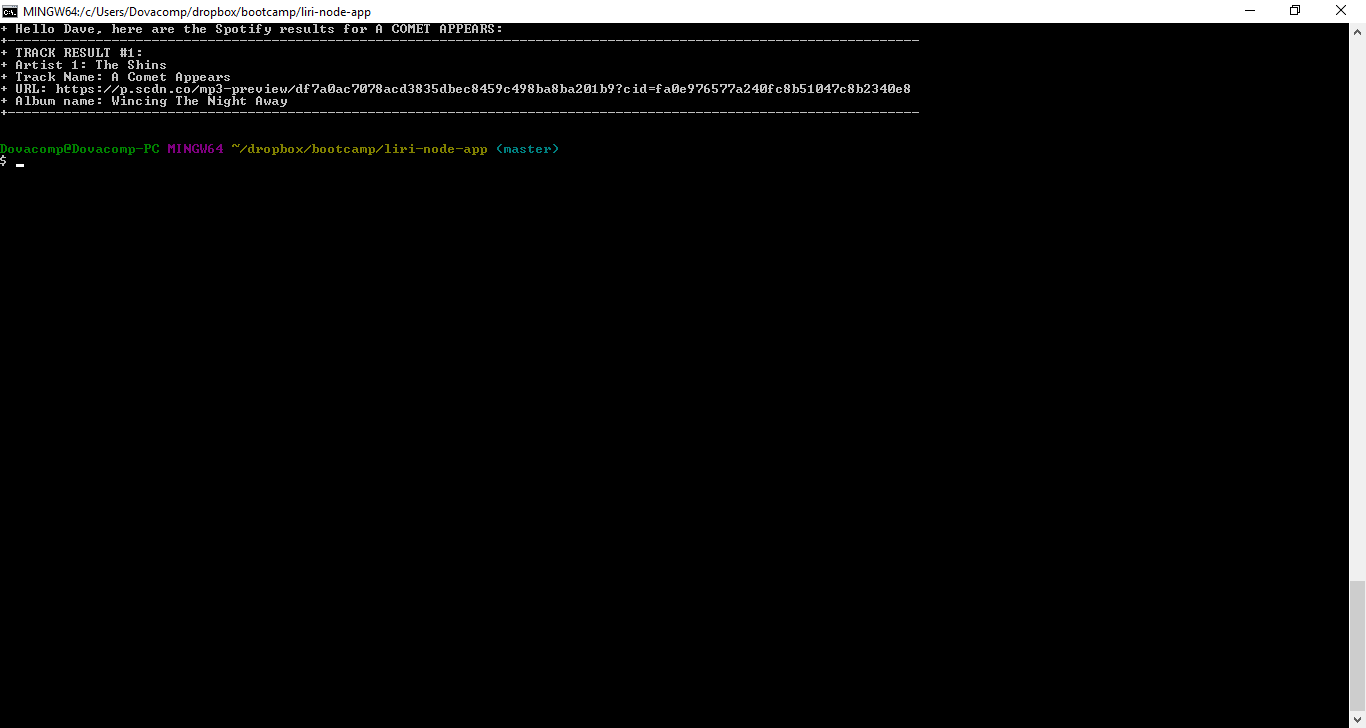 MINGW64:/c/Users/Dovacomp/dropbox/bootcamp/liri-node-app
+ Hello Dave, here are the Spotify results for A COMET APPEARS:
+------------------------------------------------------------------------------------------------------------------
+ TRACK RESULT #1:
+ Artist 1: The Shins
+ Track Name: A Comet Appears
+ URL: https://p.scdn.co/mp3-preview/df7a0ac7078acd3835dbec8459c498ba8ba201b9?cid=fa0e976577a240fc8b51047c8b2340e8
+ Album name: Wincing The Night Away
+------------------------------------------------------------------------------------------------------------------
Dovacomp@Dovacomp-PC MINGW64 ~/dropbox/bootcamp/liri-node-app (master)
$ _